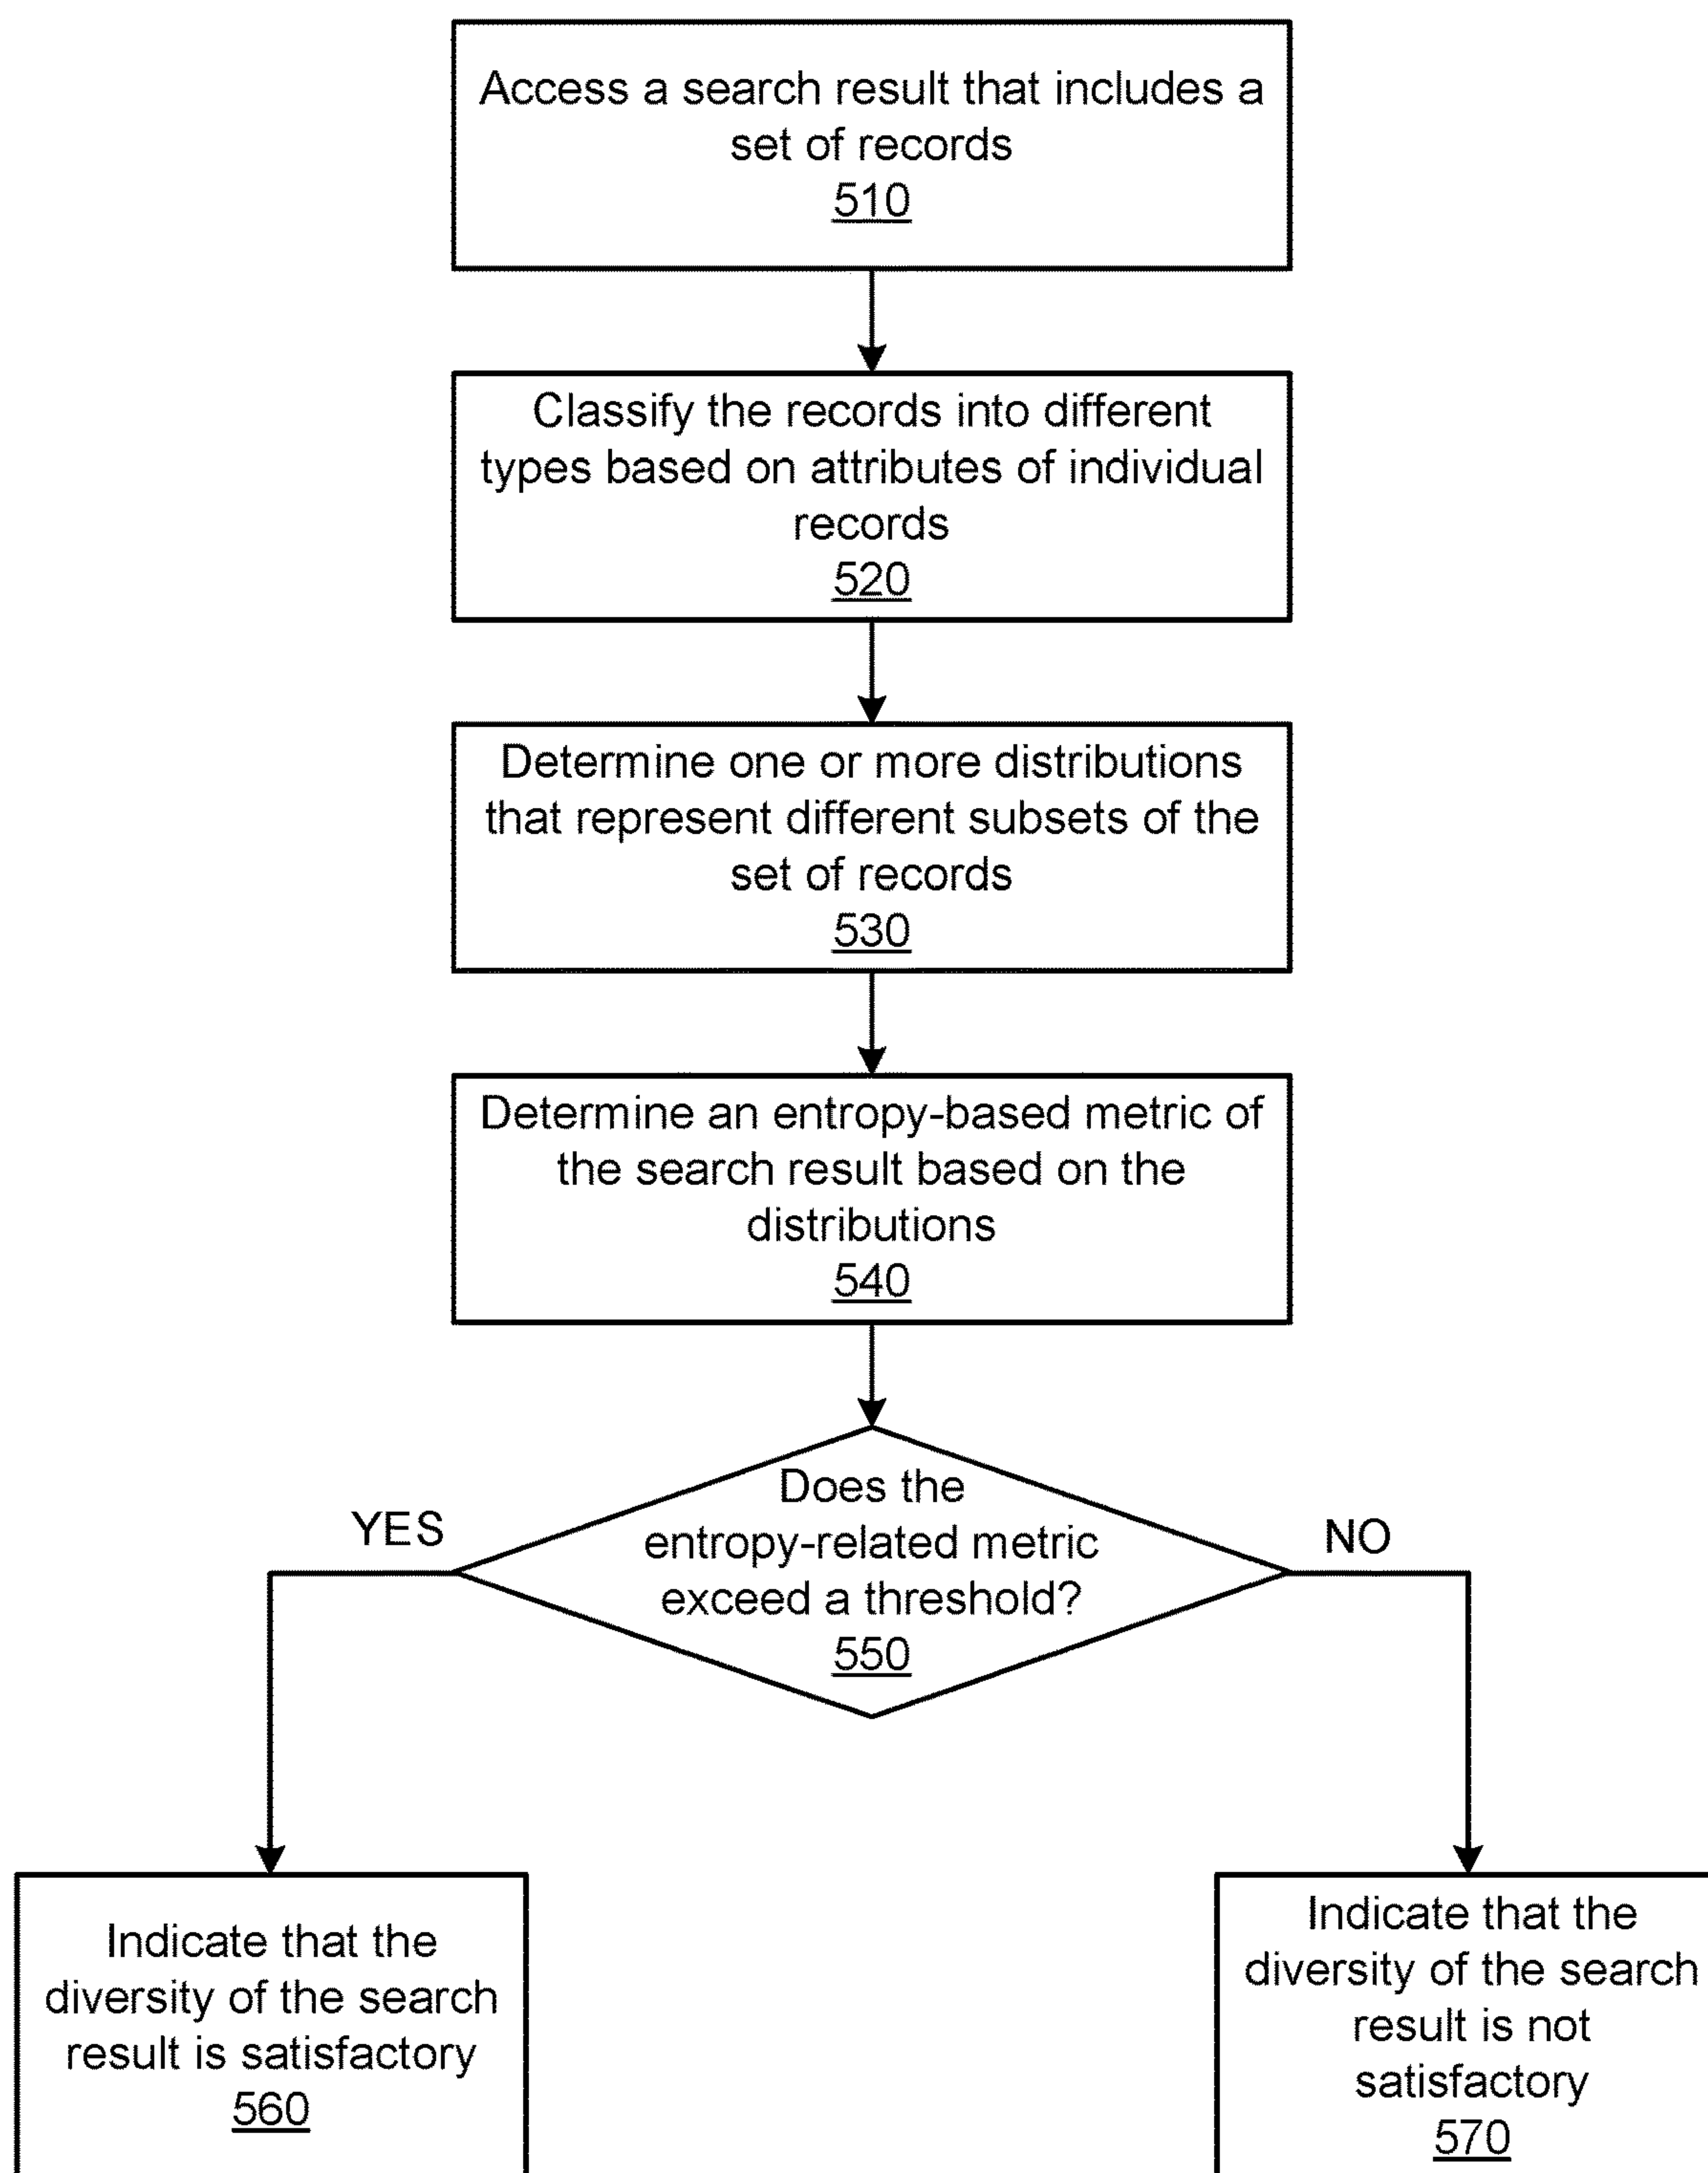 Access a search result that includes a
set of records
510
Classify the records into different
types based on attributes of individual
records
520
Determine one or more distributions
that represent different subsets of the
set of records
530
Determine an entropy-based metric of
the search result based on the
distributions
540
Does the
entropy-related metric
exceed a threshold?
550
YES
NO
Indicate that the
diversity of the search
result is satisfactory
560
Indicate that the
diversity of the search
result is not
satisfactory
570